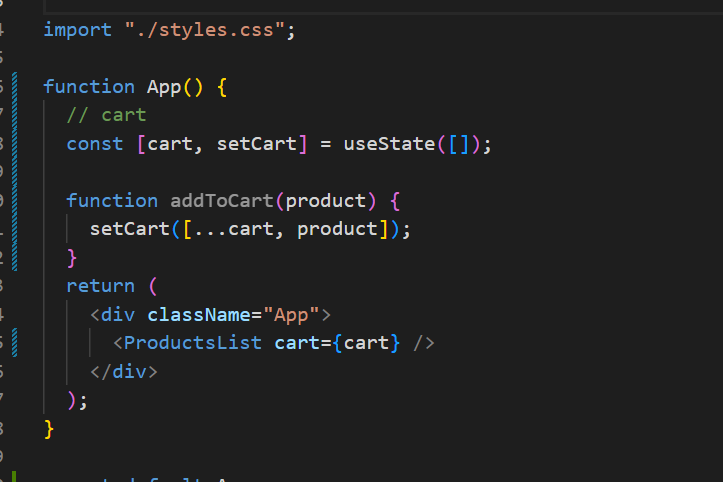 import "./styles.css";
function App() {
// cart
const [cart, setCart] = useState([]);
function addToCart(product) {
setCart([...cart, product]);
}
return (
<div className="App">
<ProductsList cart={cart} />
</div>
);
}